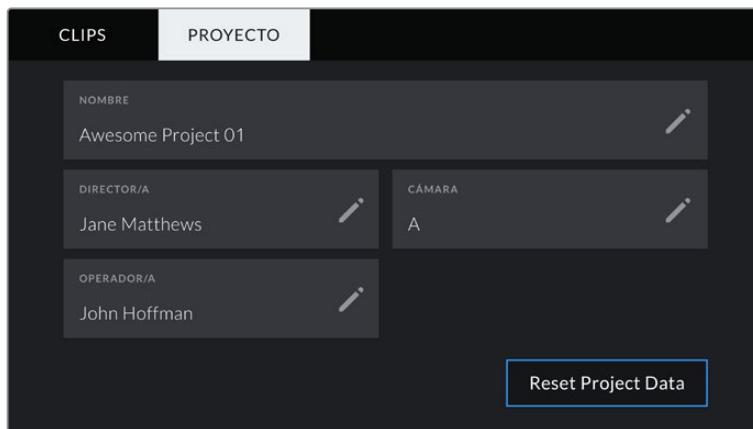 CLIPS PROYECTO
NOMBRE
Awesome Project 01
DIRECTOR/A
Jane Matthews
CÁMARA
A
OPERADOR/A
John Hoffman
Reset Project Data